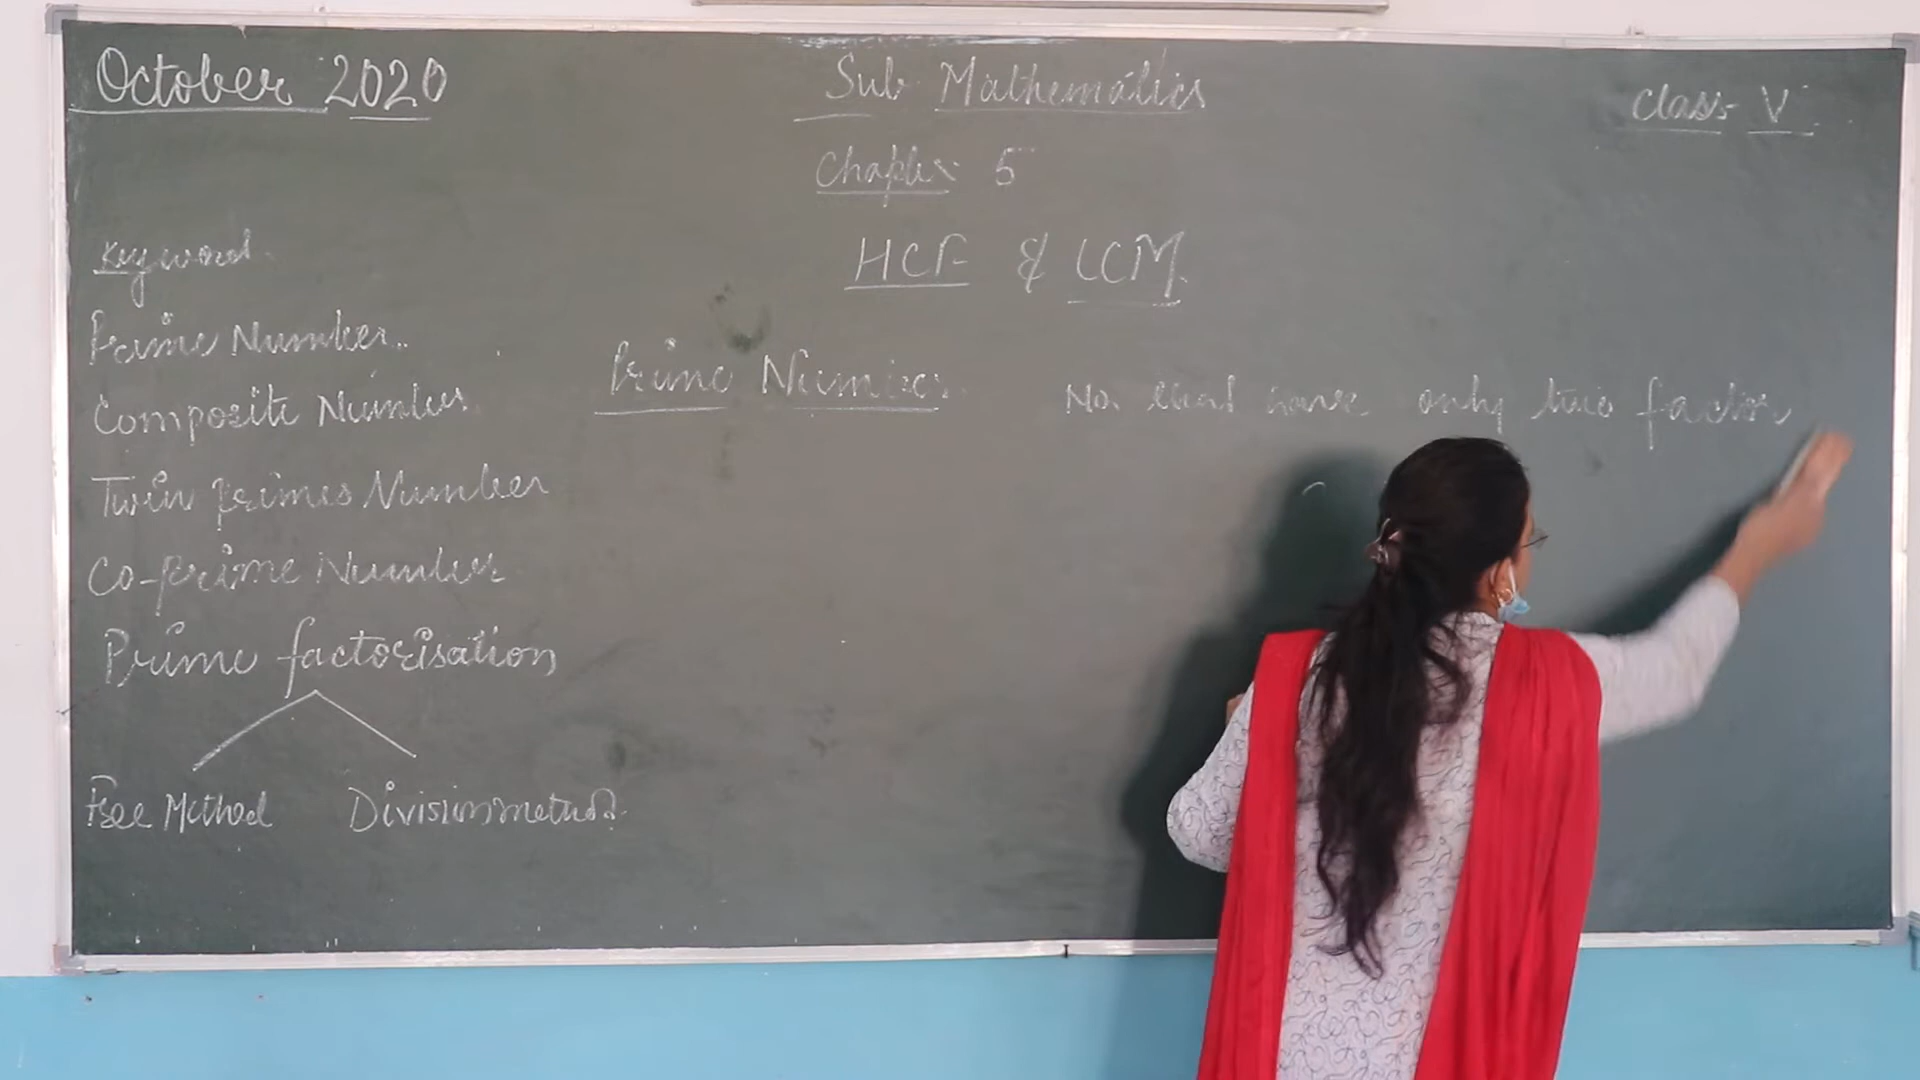 October 2020
Sub Mathematics
Class V
Chapter 5
HCF & LCM
Keyword
Prime Number
Composite Number
Twin primes Number
Co-prime Number
Prime factorisation
Tree Method Division method
Prime Number
No. that have only two factor